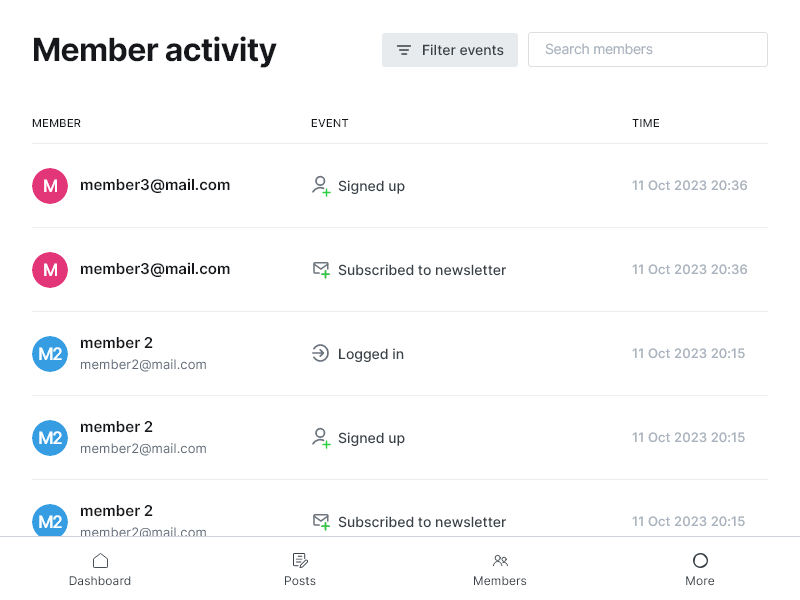 Member activity
Filter events
Search members
MEMBER EVENT TIME
M member3@mail.com Signed up 11 Oct 2023 20:36
M member3@mail.com Subscribed to newsletter 11 Oct 2023 20:36
M2 member 2 Logged in 11 Oct 2023 20:15
member2@mail.com
M2 member 2 Signed up 11 Oct 2023 20:15
member2@mail.com
M2 member 2 Subscribed to newsletter 11 Oct 2023 20:15
member2@mail.com
Dashboard Posts Members More